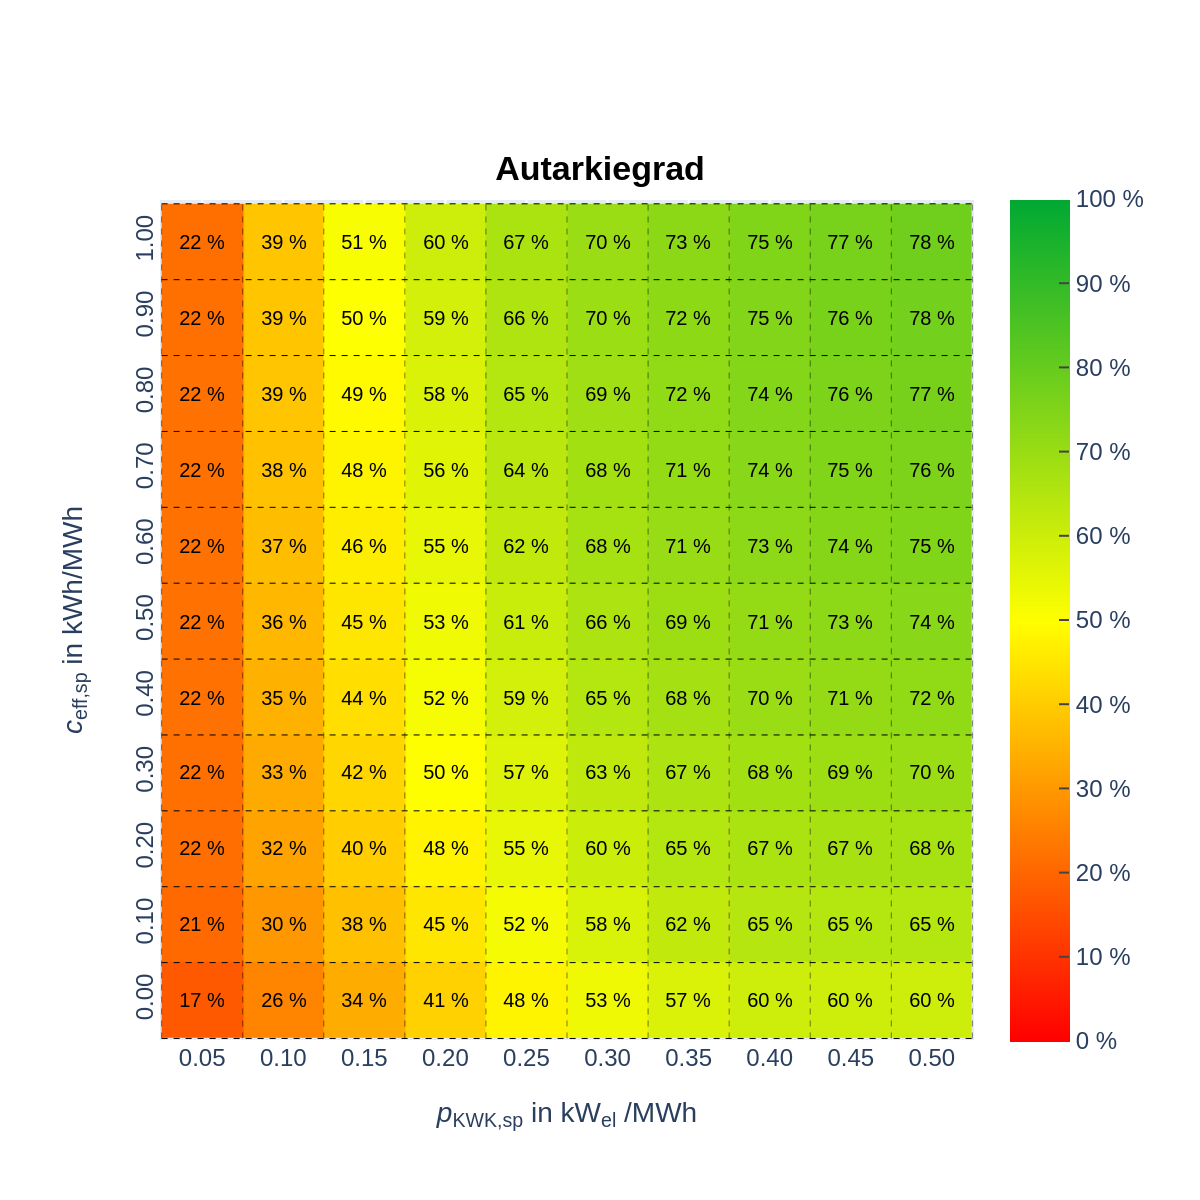 Autarkiegrad
1.00 22 % 39 % 51 % 60 % 67 % 70 % 73 % 75 % 77 % 78 %
0.90 22 % 39 % 50 % 59 % 66 % 70 % 72 % 75 % 76 % 78 %
0.80 22 % 39 % 49 % 58 % 65 % 69 % 72 % 74 % 76 % 77 %
0.70 22 % 38 % 48 % 56 % 64 % 68 % 71 % 74 % 75 % 76 %
0.60 22 % 37 % 46 % 55 % 62 % 68 % 71 % 73 % 74 % 75 %
0.50 22 % 36 % 45 % 53 % 61 % 66 % 69 % 71 % 73 % 74 %
0.40 22 % 35 % 44 % 52 % 59 % 65 % 68 % 70 % 71 % 72 %
0.30 22 % 33 % 42 % 50 % 57 % 63 % 67 % 68 % 69 % 70 %
0.20 22 % 32 % 40 % 48 % 55 % 60 % 65 % 67 % 67 % 68 %
0.10 21 % 30 % 38 % 45 % 52 % 58 % 62 % 65 % 65 % 65 %
0.00 17 % 26 % 34 % 41 % 48 % 53 % 57 % 60 % 60 % 60 %
0.05 0.10 0.15 0.20 0.25 0.30 0.35 0.40 0.45 0.50
p KWK,sp in kW el /MWh
c eff,sp in kWh/MWh
100 %
90 %
80 %
70 %
60 %
50 %
40 %
30 %
20 %
10 %
0 %